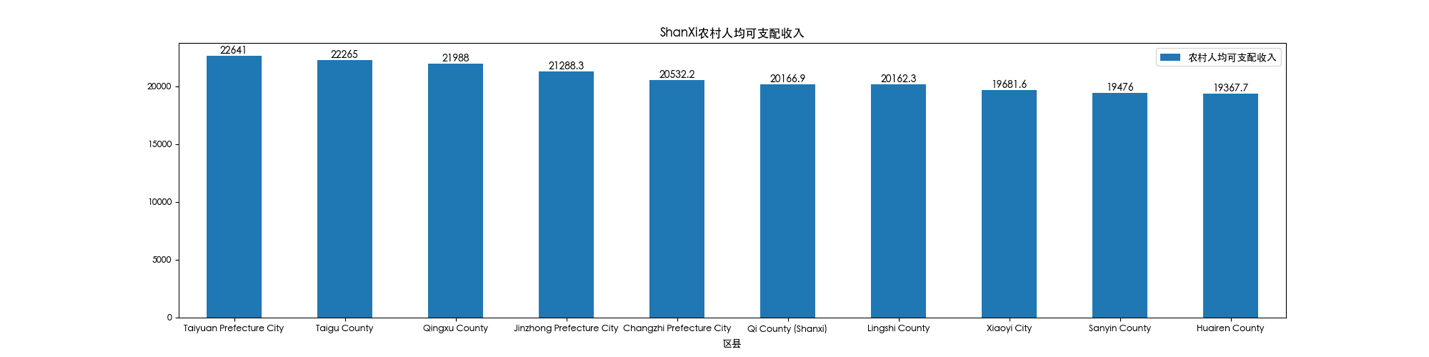 ShanXi农村人均可支配收入
农村人均可支配收入
22641
22265
21988
21288.3
20532.2
20166.9
20162.3
19681.6
19476
19367.7
20000
15000
10000
5000
0
Taiyuan Prefecture City
Taigu County
Qingxu County
Jinzhong Prefecture City
Changzhi Prefecture City
Qi County (Shanxi)
Lingshi County
Xiaoyi City
Sanyin County
Huairen County
区县